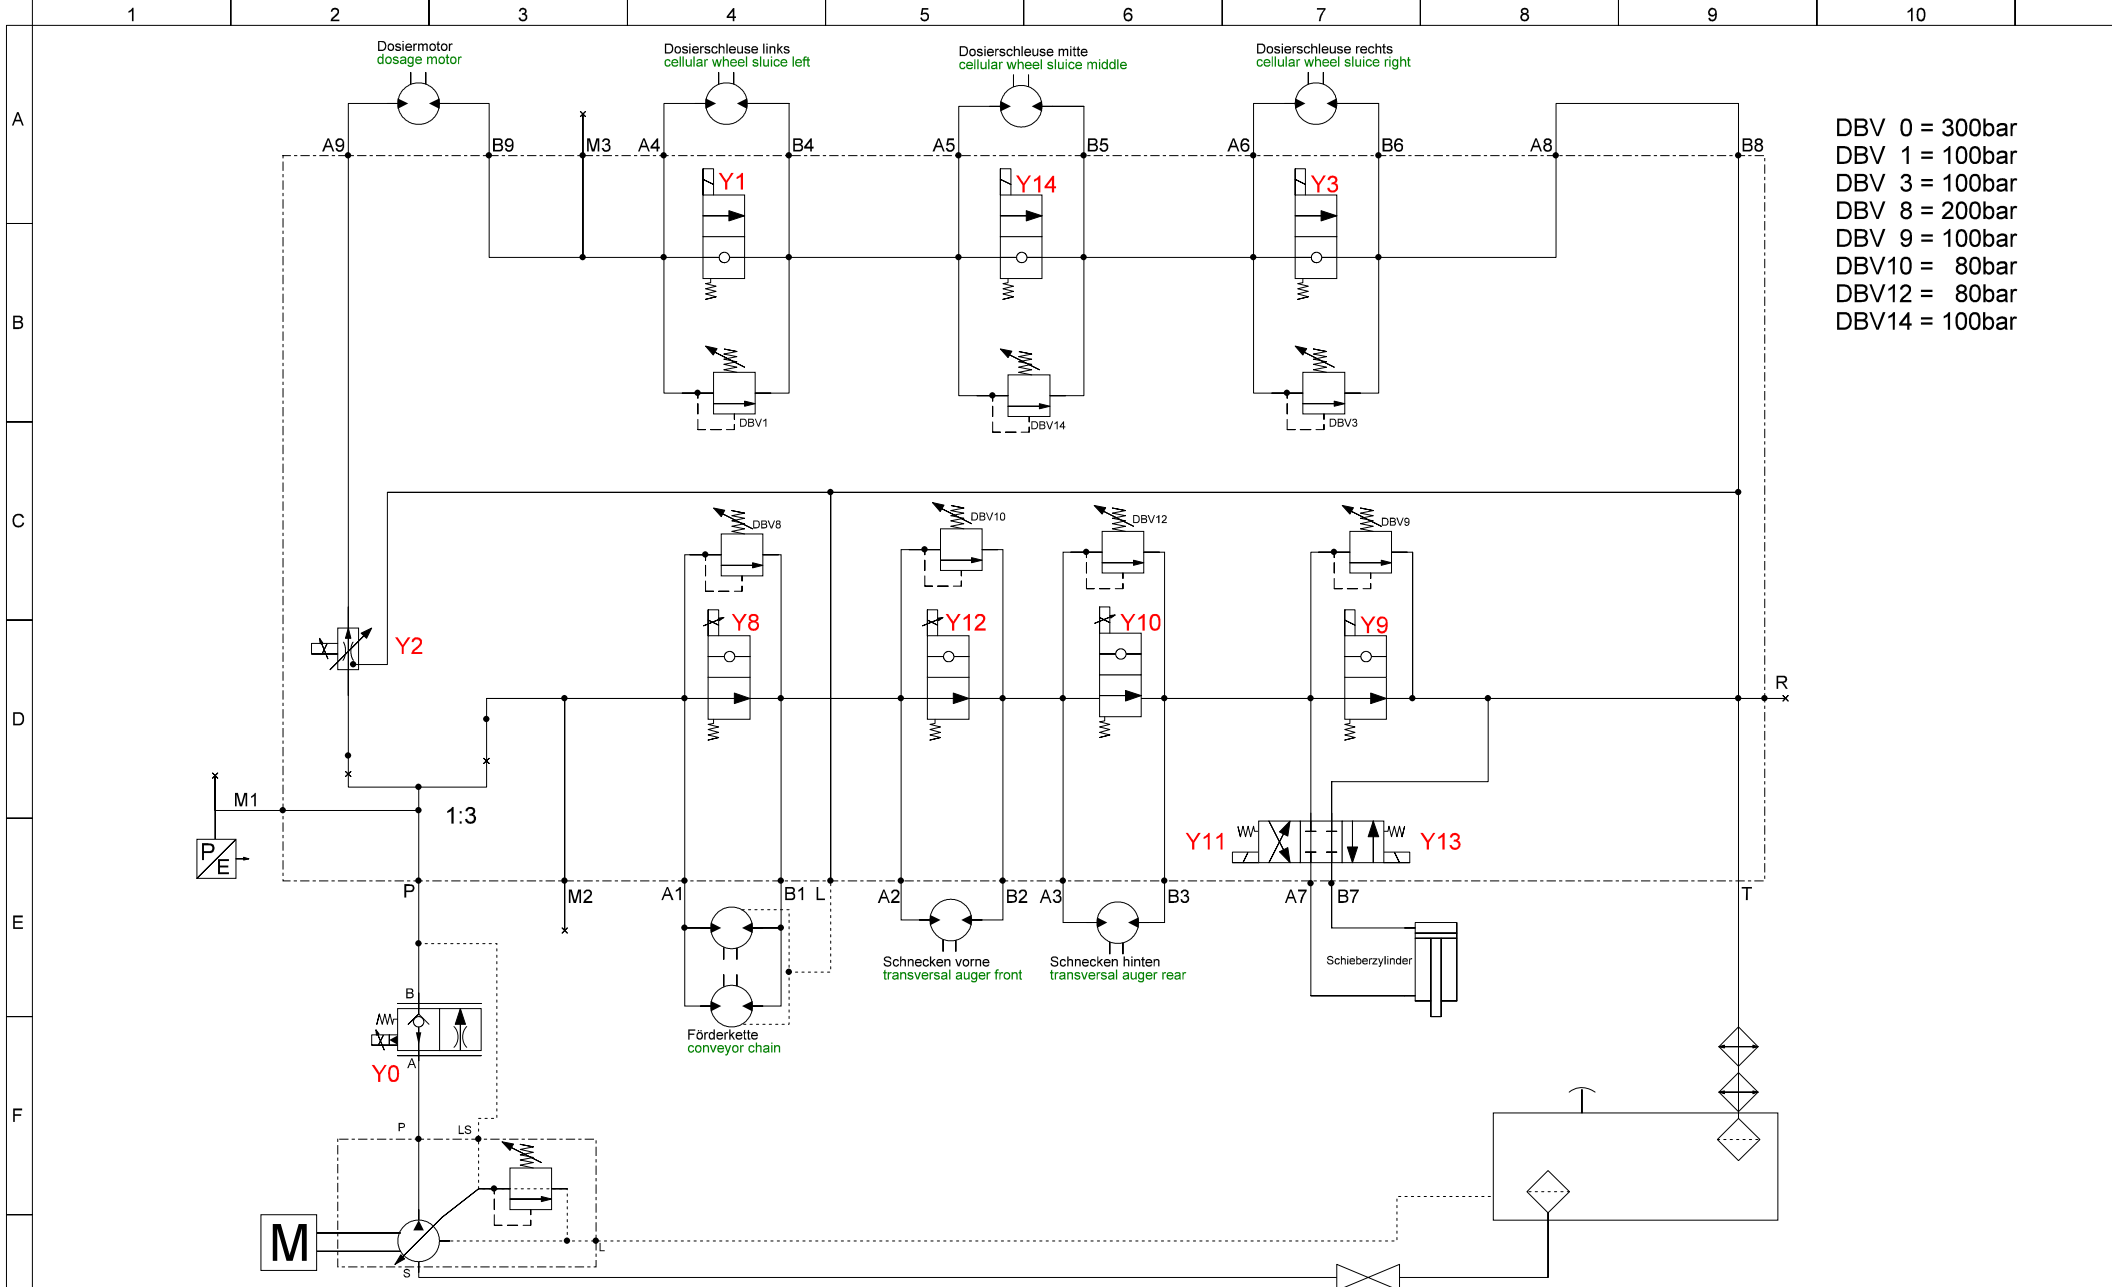 1 2 3 4 5 6 7 8 9 10
A
B
C
D
E
F
Dosiermotor
dosage motor
Dosierschleuse links
cellular wheel sluice left
Dosierschleuse mitte
cellular wheel sluice middle
Dosierschleuse rechts
cellular wheel sluice right
A9 B9 M3 A4 B4 A5 B5 A6 B6 A8 B8
DBV 0 = 300bar
DBV 1 = 100bar
DBV 3 = 100bar
DBV 8 = 200bar
DBV 9 = 100bar
DBV10 = 80bar
DBV12 = 80bar
DBV14 = 100bar
Y1 Y14 Y3
DBV1 DBV14 DBV3
DBV8 DBV10 DBV12 DBV9
Y2 Y8 Y12 Y10 Y9
R
M1
1:3
Y11 Y13
P
E
P M2 A1 B1 L A2 B2 A3 B3 A7 B7 T
Schnecken vorne
transversal auger front
Schnecken hinten
transversal auger rear
Schieberzylinder
B
A
Y0
Förderkette
conveyor chain
P LS
M
L
S